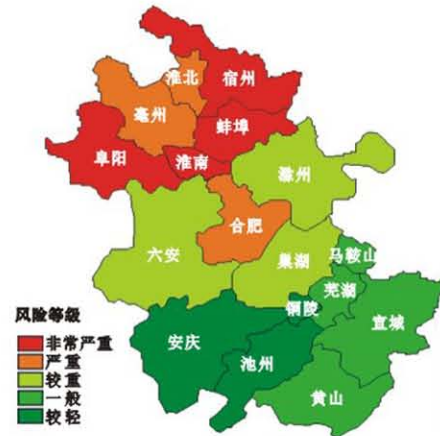 淮北
宿州
亳州
蚌埠
阜阳
淮南
滁州
合肥
六安
巢湖
马鞍山
芜湖
铜陵
宣城
安庆
池州
黄山
风险等级
非常严重
严重
较重
一般
较轻